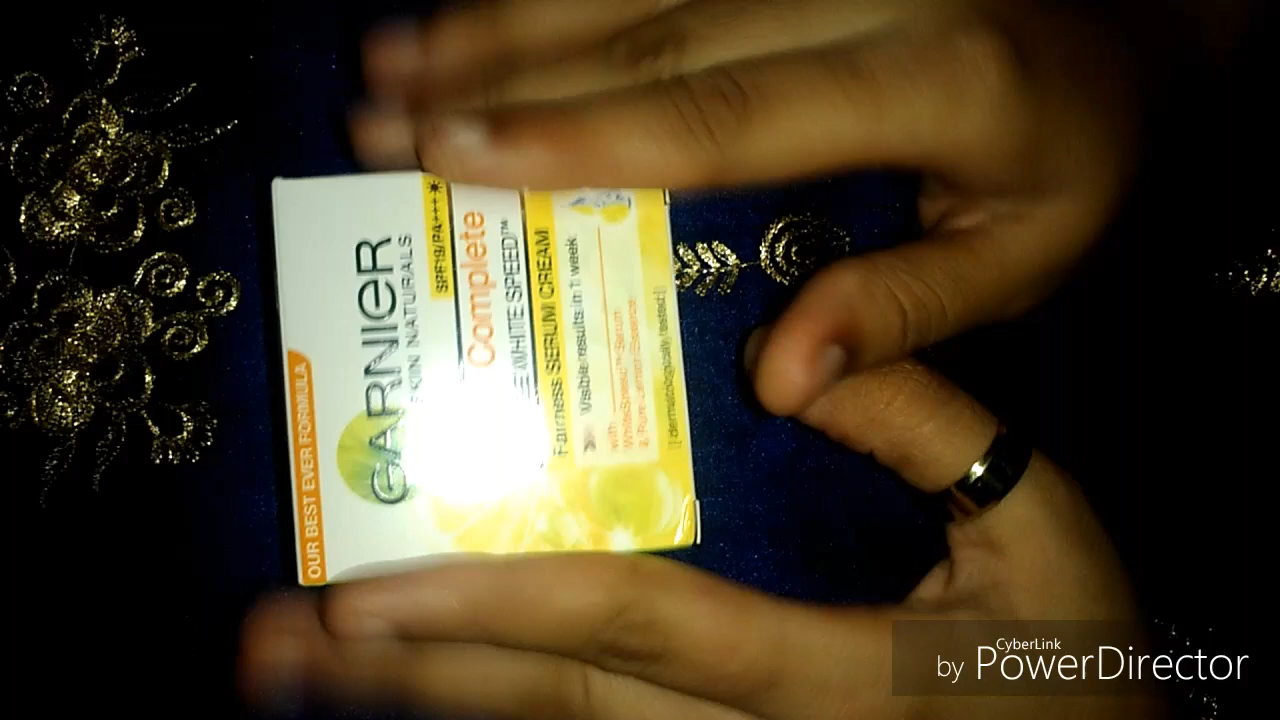 OUR BEST EVER FORMULA
GARNIER
SKIN NATURALS
SPF19/PA+++
Complete
WHITE SPEED™
Fairness SERUM CREAM
Visible results in 1 week
with
WhiteSpeed™ Serum
& Pure Lemon Essence
[dermatologically tested]
by CyberLink PowerDirector